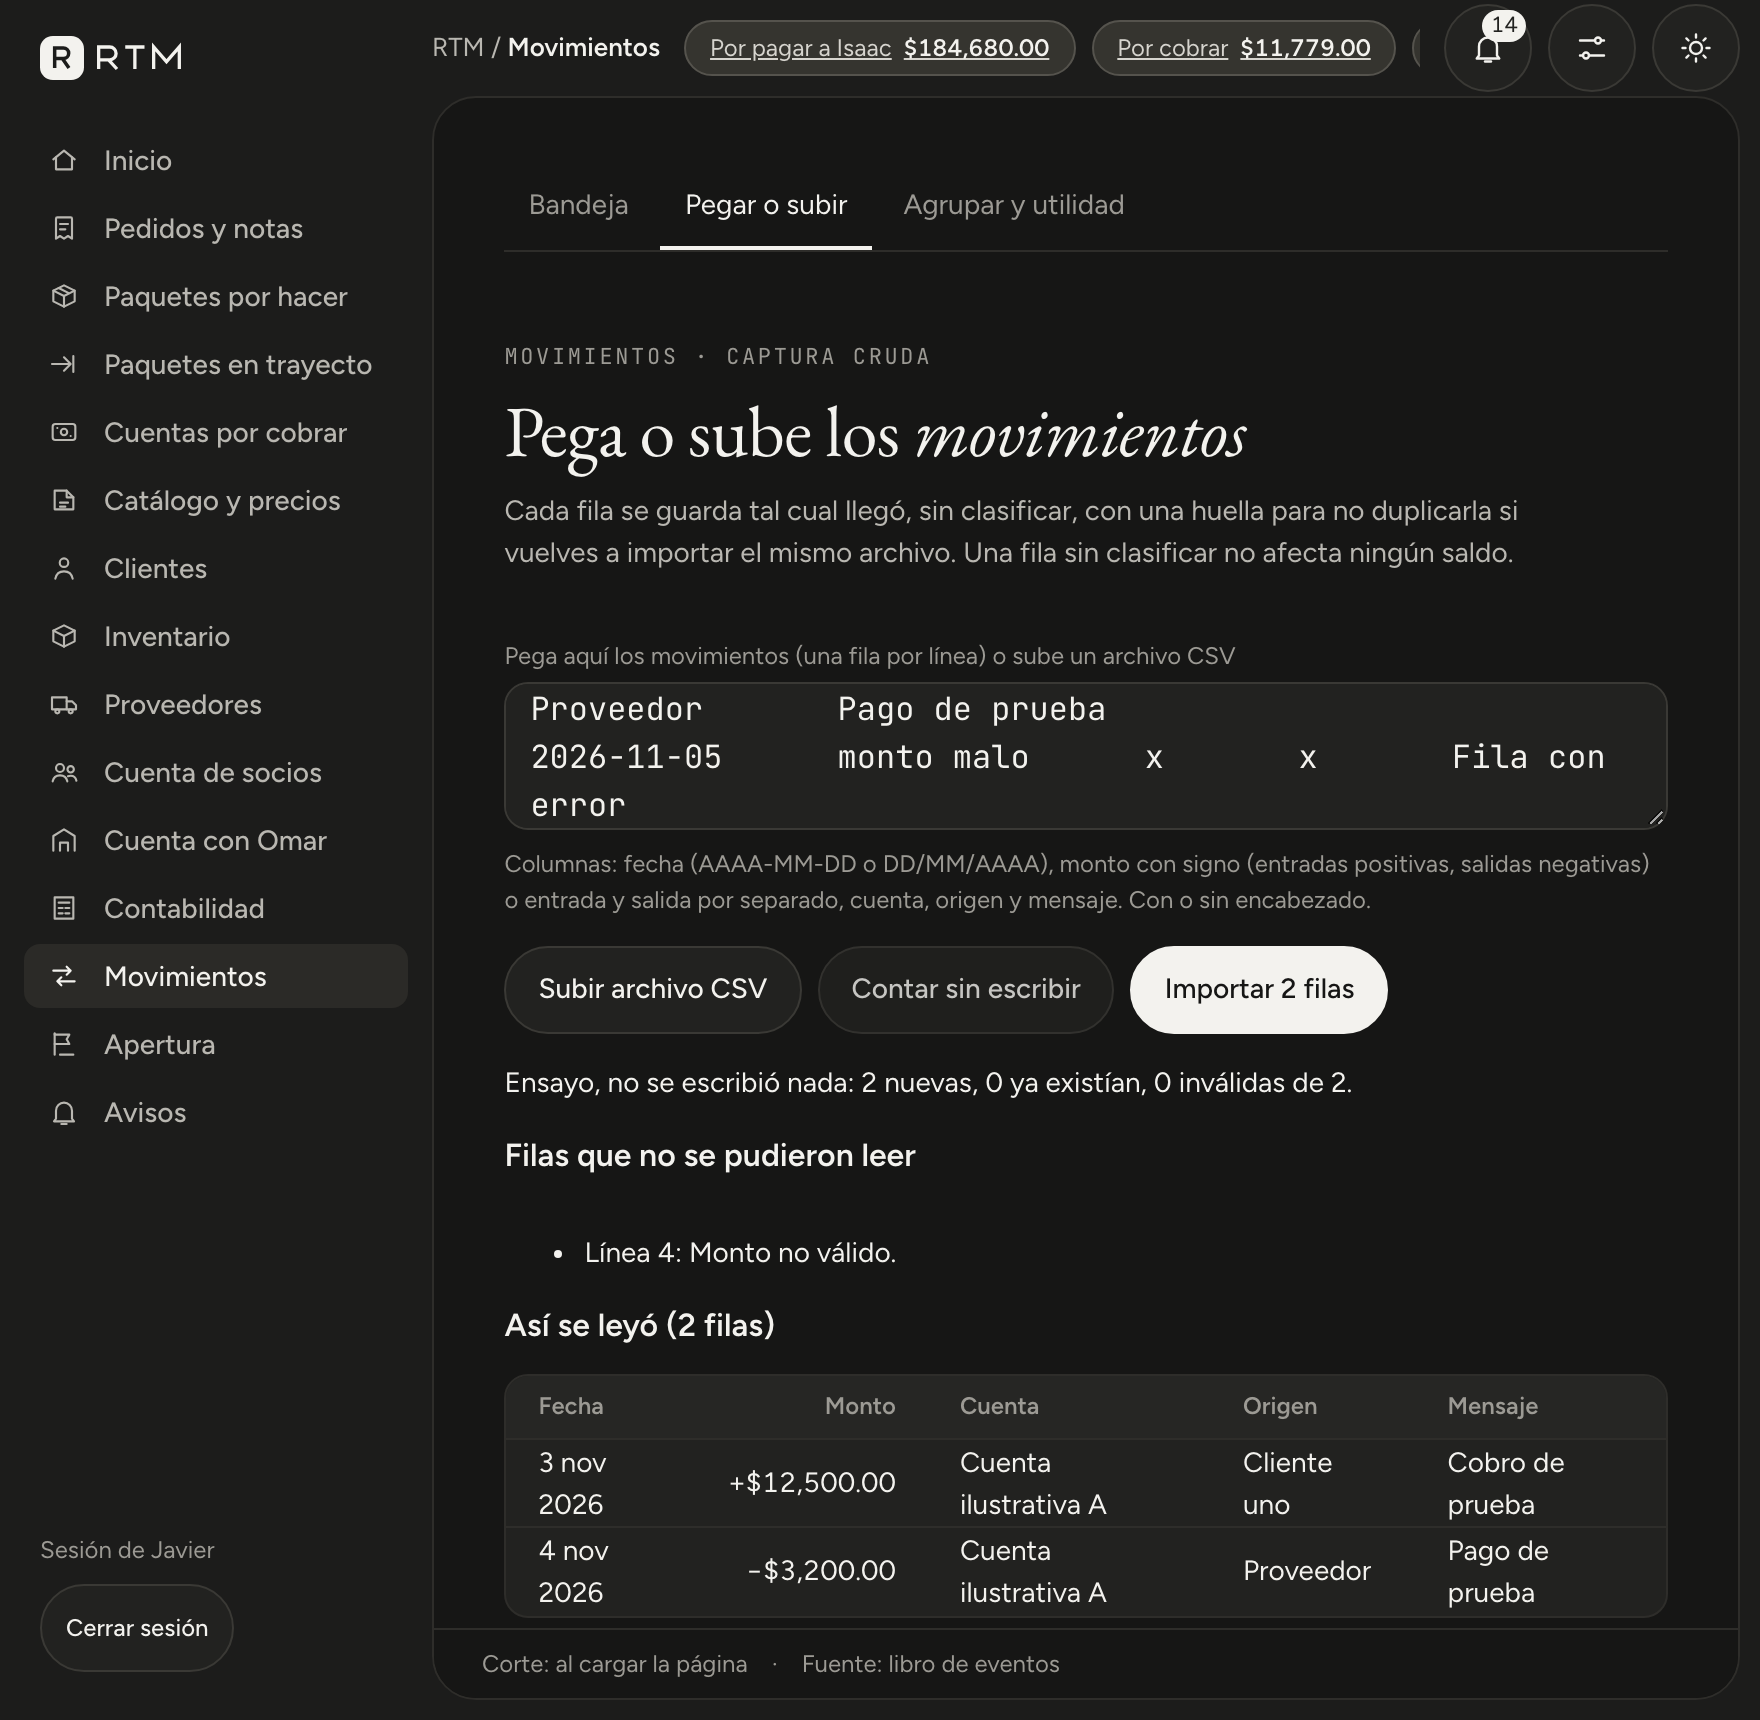 R RTM
RTM / Movimientos
Por pagar a Isaac $184,680.00
Por cobrar $11,779.00
14
Inicio
Pedidos y notas
Paquetes por hacer
Paquetes en trayecto
Cuentas por cobrar
Catálogo y precios
Clientes
Inventario
Proveedores
Cuenta de socios
Cuenta con Omar
Contabilidad
Movimientos
Apertura
Avisos
Sesión de Javier
Cerrar sesión
Bandeja Pegar o subir Agrupar y utilidad
MOVIMIENTOS · CAPTURA CRUDA
Pega o sube los movimientos
Cada fila se guarda tal cual llegó, sin clasificar, con una huella para no duplicarla si
vuelves a importar el mismo archivo. Una fila sin clasificar no afecta ningún saldo.
Pega aquí los movimientos (una fila por línea) o sube un archivo CSV
Proveedor Pago de prueba
2026-11-05 monto malo x x Fila con
error
Columnas: fecha (AAAA-MM-DD o DD/MM/AAAA), monto con signo (entradas positivas, salidas negativas)
o entrada y salida por separado, cuenta, origen y mensaje. Con o sin encabezado.
Subir archivo CSV Contar sin escribir Importar 2 filas
Ensayo, no se escribió nada: 2 nuevas, 0 ya existían, 0 inválidas de 2.
Filas que no se pudieron leer
• Línea 4: Monto no válido.
Así se leyó (2 filas)
Fecha Monto Cuenta Origen Mensaje
3 nov 2026 +$12,500.00 Cuenta ilustrativa A Cliente uno Cobro de prueba
4 nov 2026 −$3,200.00 Cuenta ilustrativa A Proveedor Pago de prueba
Corte: al cargar la página · Fuente: libro de eventos